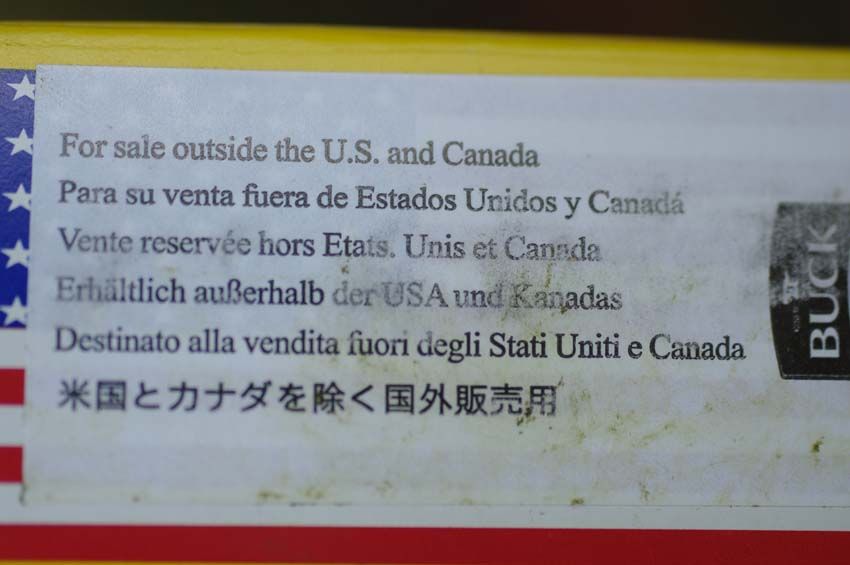 For sale outside the U.S. and Canada
Para su venta fuera de Estados Unidos y Canadá
Vente reservée hors Etats. Unis et Canada
Erhältlich außerhalb der USA und Kanadas
Destinato alla vendita fuori degli Stati Uniti e Canada
米国とカナダを除く国外販売用
BUCK